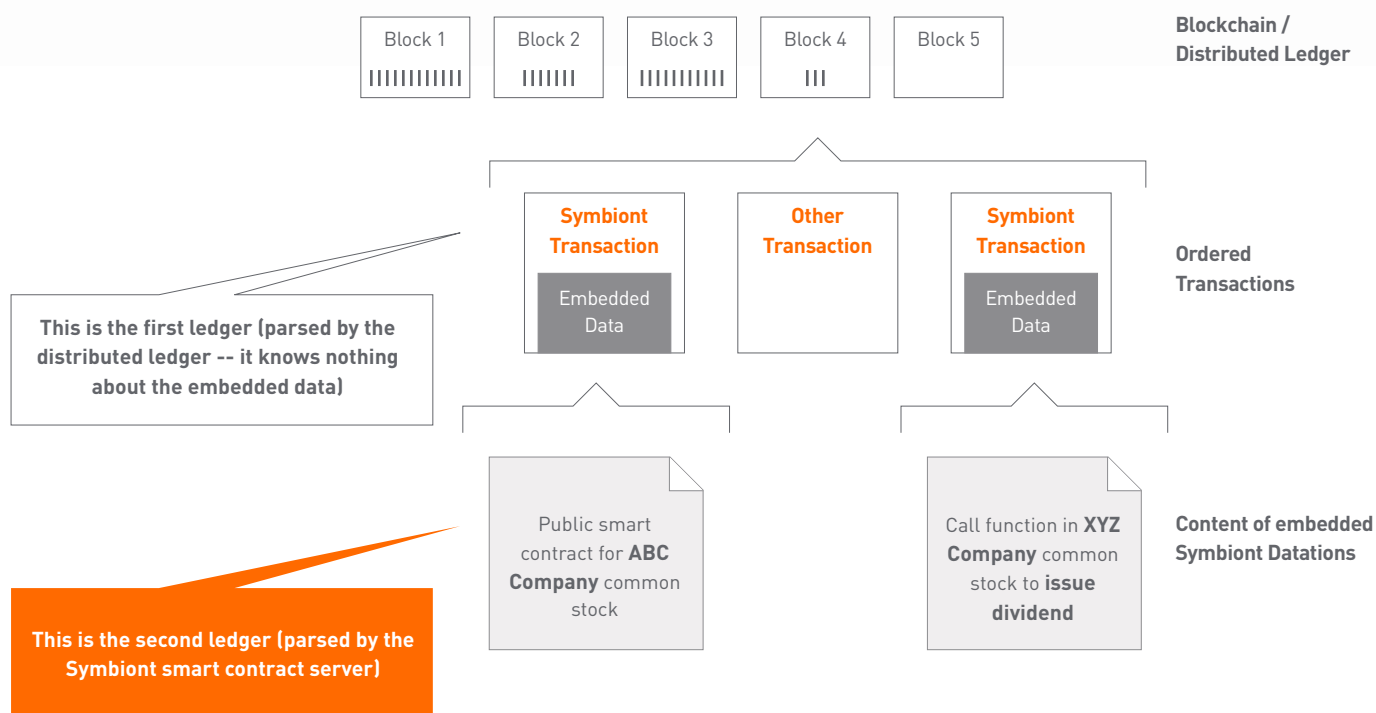 Block 1
Block 2
Block 3
Block 4
Block 5
Blockchain /
Distributed Ledger
Symbiont
Transaction
Embedded
Data
Other
Transaction
Symbiont
Transaction
Embedded
Data
Ordered
Transactions
This is the first ledger (parsed by the
distributed ledger -- it knows nothing
about the embedded data)
Public smart
contract for ABC
Company common
stock
Call function in XYZ
Company common
stock to issue
dividend
Content of embedded
Symbiont Datations
This is the second ledger (parsed by the
Symbiont smart contract server)